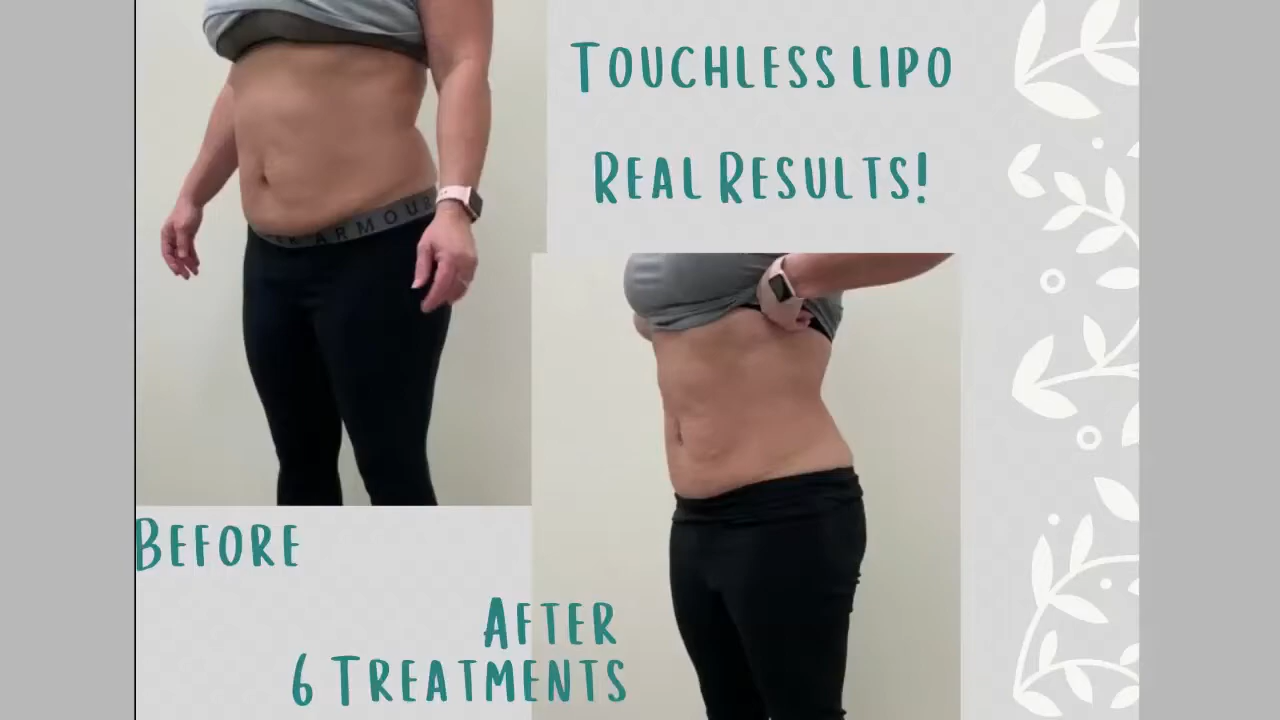 TOUCHLESS LIPO
REAL RESULTS!
ARMOUR
BEFORE
AFTER
6 TREATMENTS